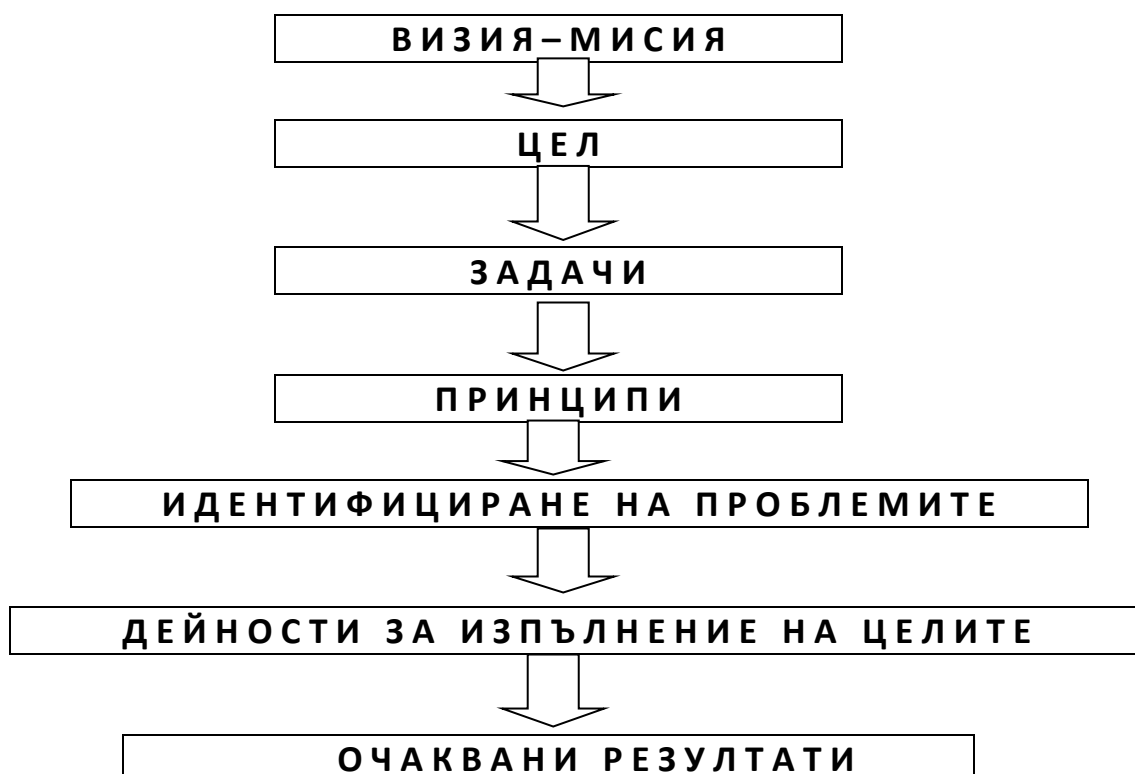 ВИЗИЯ–МИСИЯ
ЦЕЛ
ЗАДАЧИ
ПРИНЦИПИ
ИДЕНТИФИЦИРАНЕ НА ПРОБЛЕМИТЕ
ДЕЙНОСТИ ЗА ИЗПЪЛНЕНИЕ НА ЦЕЛИТЕ
ОЧАКВАНИ РЕЗУЛТАТИ